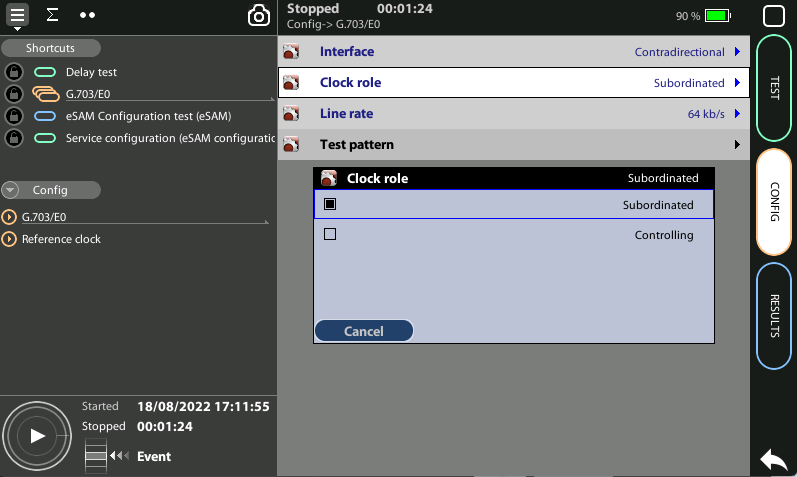 Stopped 00:01:24
Config-> G.703/E0
90 %
Shortcuts
Delay test
G.703/E0
eSAM Configuration test (eSAM)
Service configuration (eSAM configuratic
Config
G.703/E0
Reference clock
Interface Contradirectional
Clock role Subordinated
Line rate 64 kb/s
Test pattern
Clock role Subordinated
Subordinated
Controlling
Cancel
TEST
CONFIG
RESULTS
Started 18/08/2022 17:11:55
Stopped 00:01:24
Event